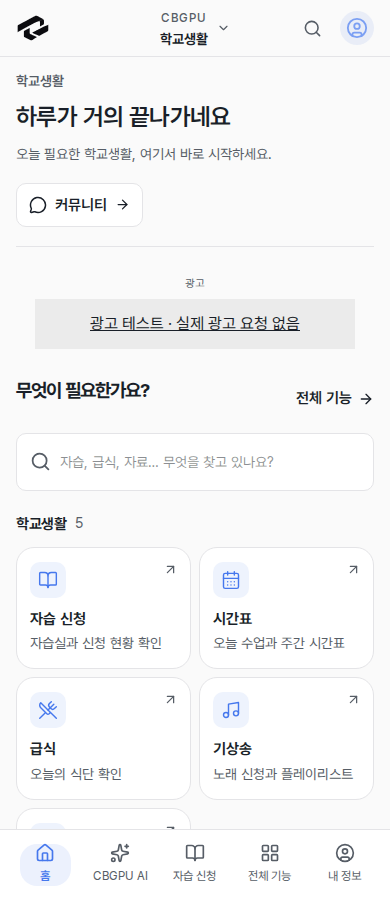 CBGPU
학교생활
학교생활
하루가 거의 끝나가네요
오늘 필요한 학교생활, 여기서 바로 시작하세요.
커뮤니티
광고
광고 테스트 · 실제 광고 요청 없음
무엇이 필요한가요?
전체 기능
자습, 급식, 자료... 무엇을 찾고 있나요?
학교생활 5
자습 신청
자습실과 신청 현황 확인
시간표
오늘 수업과 주간 시간표
급식
오늘의 식단 확인
기상송
노래 신청과 플레이리스트
홈
CBGPU AI
자습 신청
전체 기능
내 정보